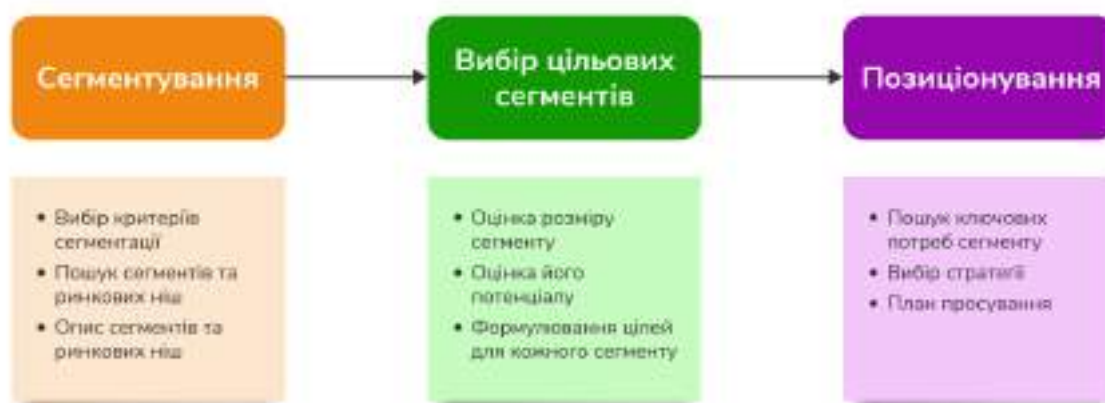 Сегментування
Вибір цільових
сегментів
Позиціонування
• Вибір критеріїв
сегментації
• Пошук сегментів та
ринкових ніш
• Опис сегментів та
ринкових ніш
• Оцінка розміру
сегменту
• Оцінка його
потенціалу
• Формулювання цілей
для кожного сегменту
• Пошук ключових
потреб сегменту
• Вибір стратегії
• План просування